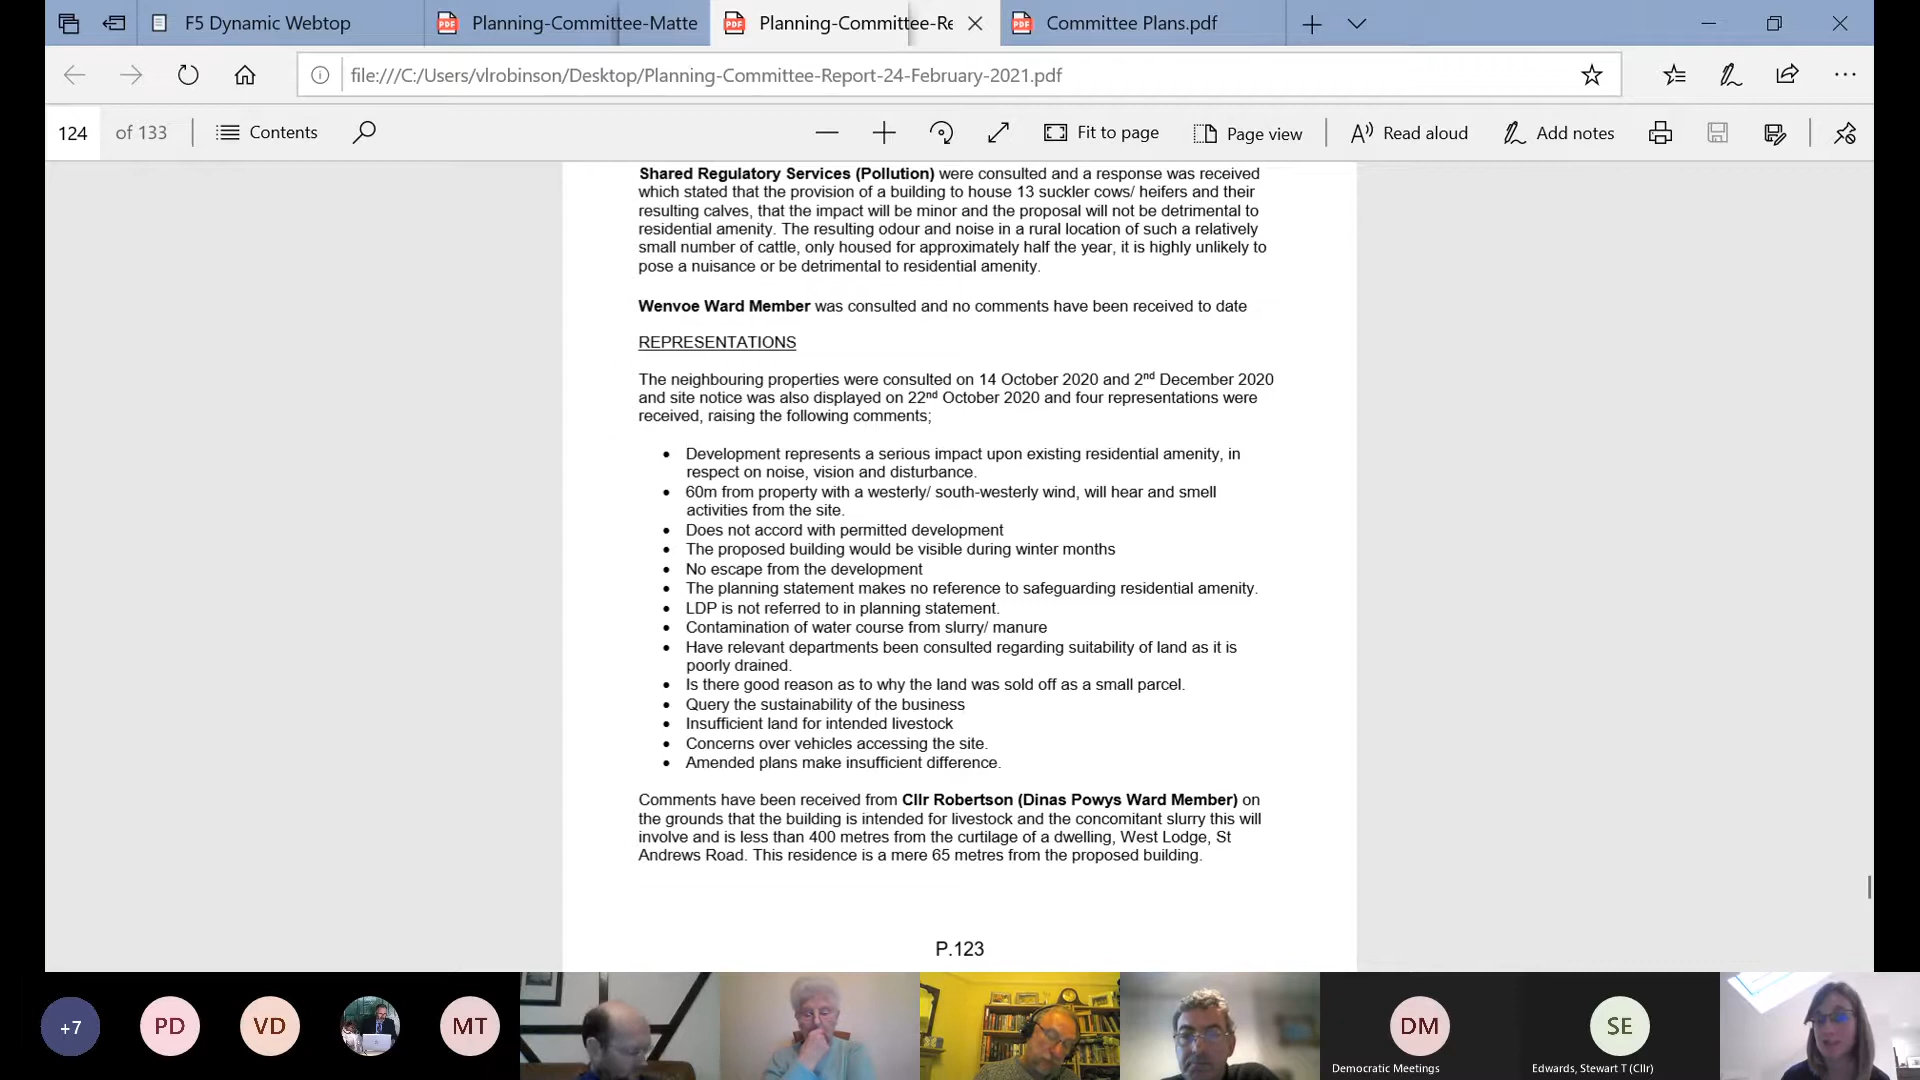 F5 Dynamic Webtop
Planning-Committee-Matte
Planning-Committee-Re
Committee Plans.pdf
file:///C:/Users/vlrobinson/Desktop/Planning-Committee-Report-24-February-2021.pdf
124 of 133
Contents
Fit to page
Page view
Read aloud
Add notes
Shared Regulatory Services (Pollution) were consulted and a response was received
which stated that the provision of a building to house 13 suckler cows/ heifers and their
resulting calves, that the impact will be minor and the proposal will not be detrimental to
residential amenity. The resulting odour and noise in a rural location of such a relatively
small number of cattle, only housed for approximately half the year, it is highly unlikely to
pose a nuisance or be detrimental to residential amenity.
Wenvoe Ward Member was consulted and no comments have been received to date
REPRESENTATIONS
The neighbouring properties were consulted on 14 October 2020 and 2nd December 2020
and site notice was also displayed on 22nd October 2020 and four representations were
received, raising the following comments;
• Development represents a serious impact upon existing residential amenity, in
respect on noise, vision and disturbance.
• 60m from property with a westerly/ south-westerly wind, will hear and smell
activities from the site.
• Does not accord with permitted development
• The proposed building would be visible during winter months
• No escape from the development
• The planning statement makes no reference to safeguarding residential amenity.
• LDP is not referred to in planning statement.
• Contamination of water course from slurry/ manure
• Have relevant departments been consulted regarding suitability of land as it is
poorly drained.
• Is there good reason as to why the land was sold off as a small parcel.
• Query the sustainability of the business
• Insufficient land for intended livestock
• Concerns over vehicles accessing the site.
• Amended plans make insufficient difference.
Comments have been received from Cllr Robertson (Dinas Powys Ward Member) on
the grounds that the building is intended for livestock and the concomitant slurry this will
involve and is less than 400 metres from the curtilage of a dwelling, West Lodge, St
Andrews Road. This residence is a mere 65 metres from the proposed building.
P.123
+7
PD
VD
MT
DM
Democratic Meetings
SE
Edwards, Stewart T (Cllr)